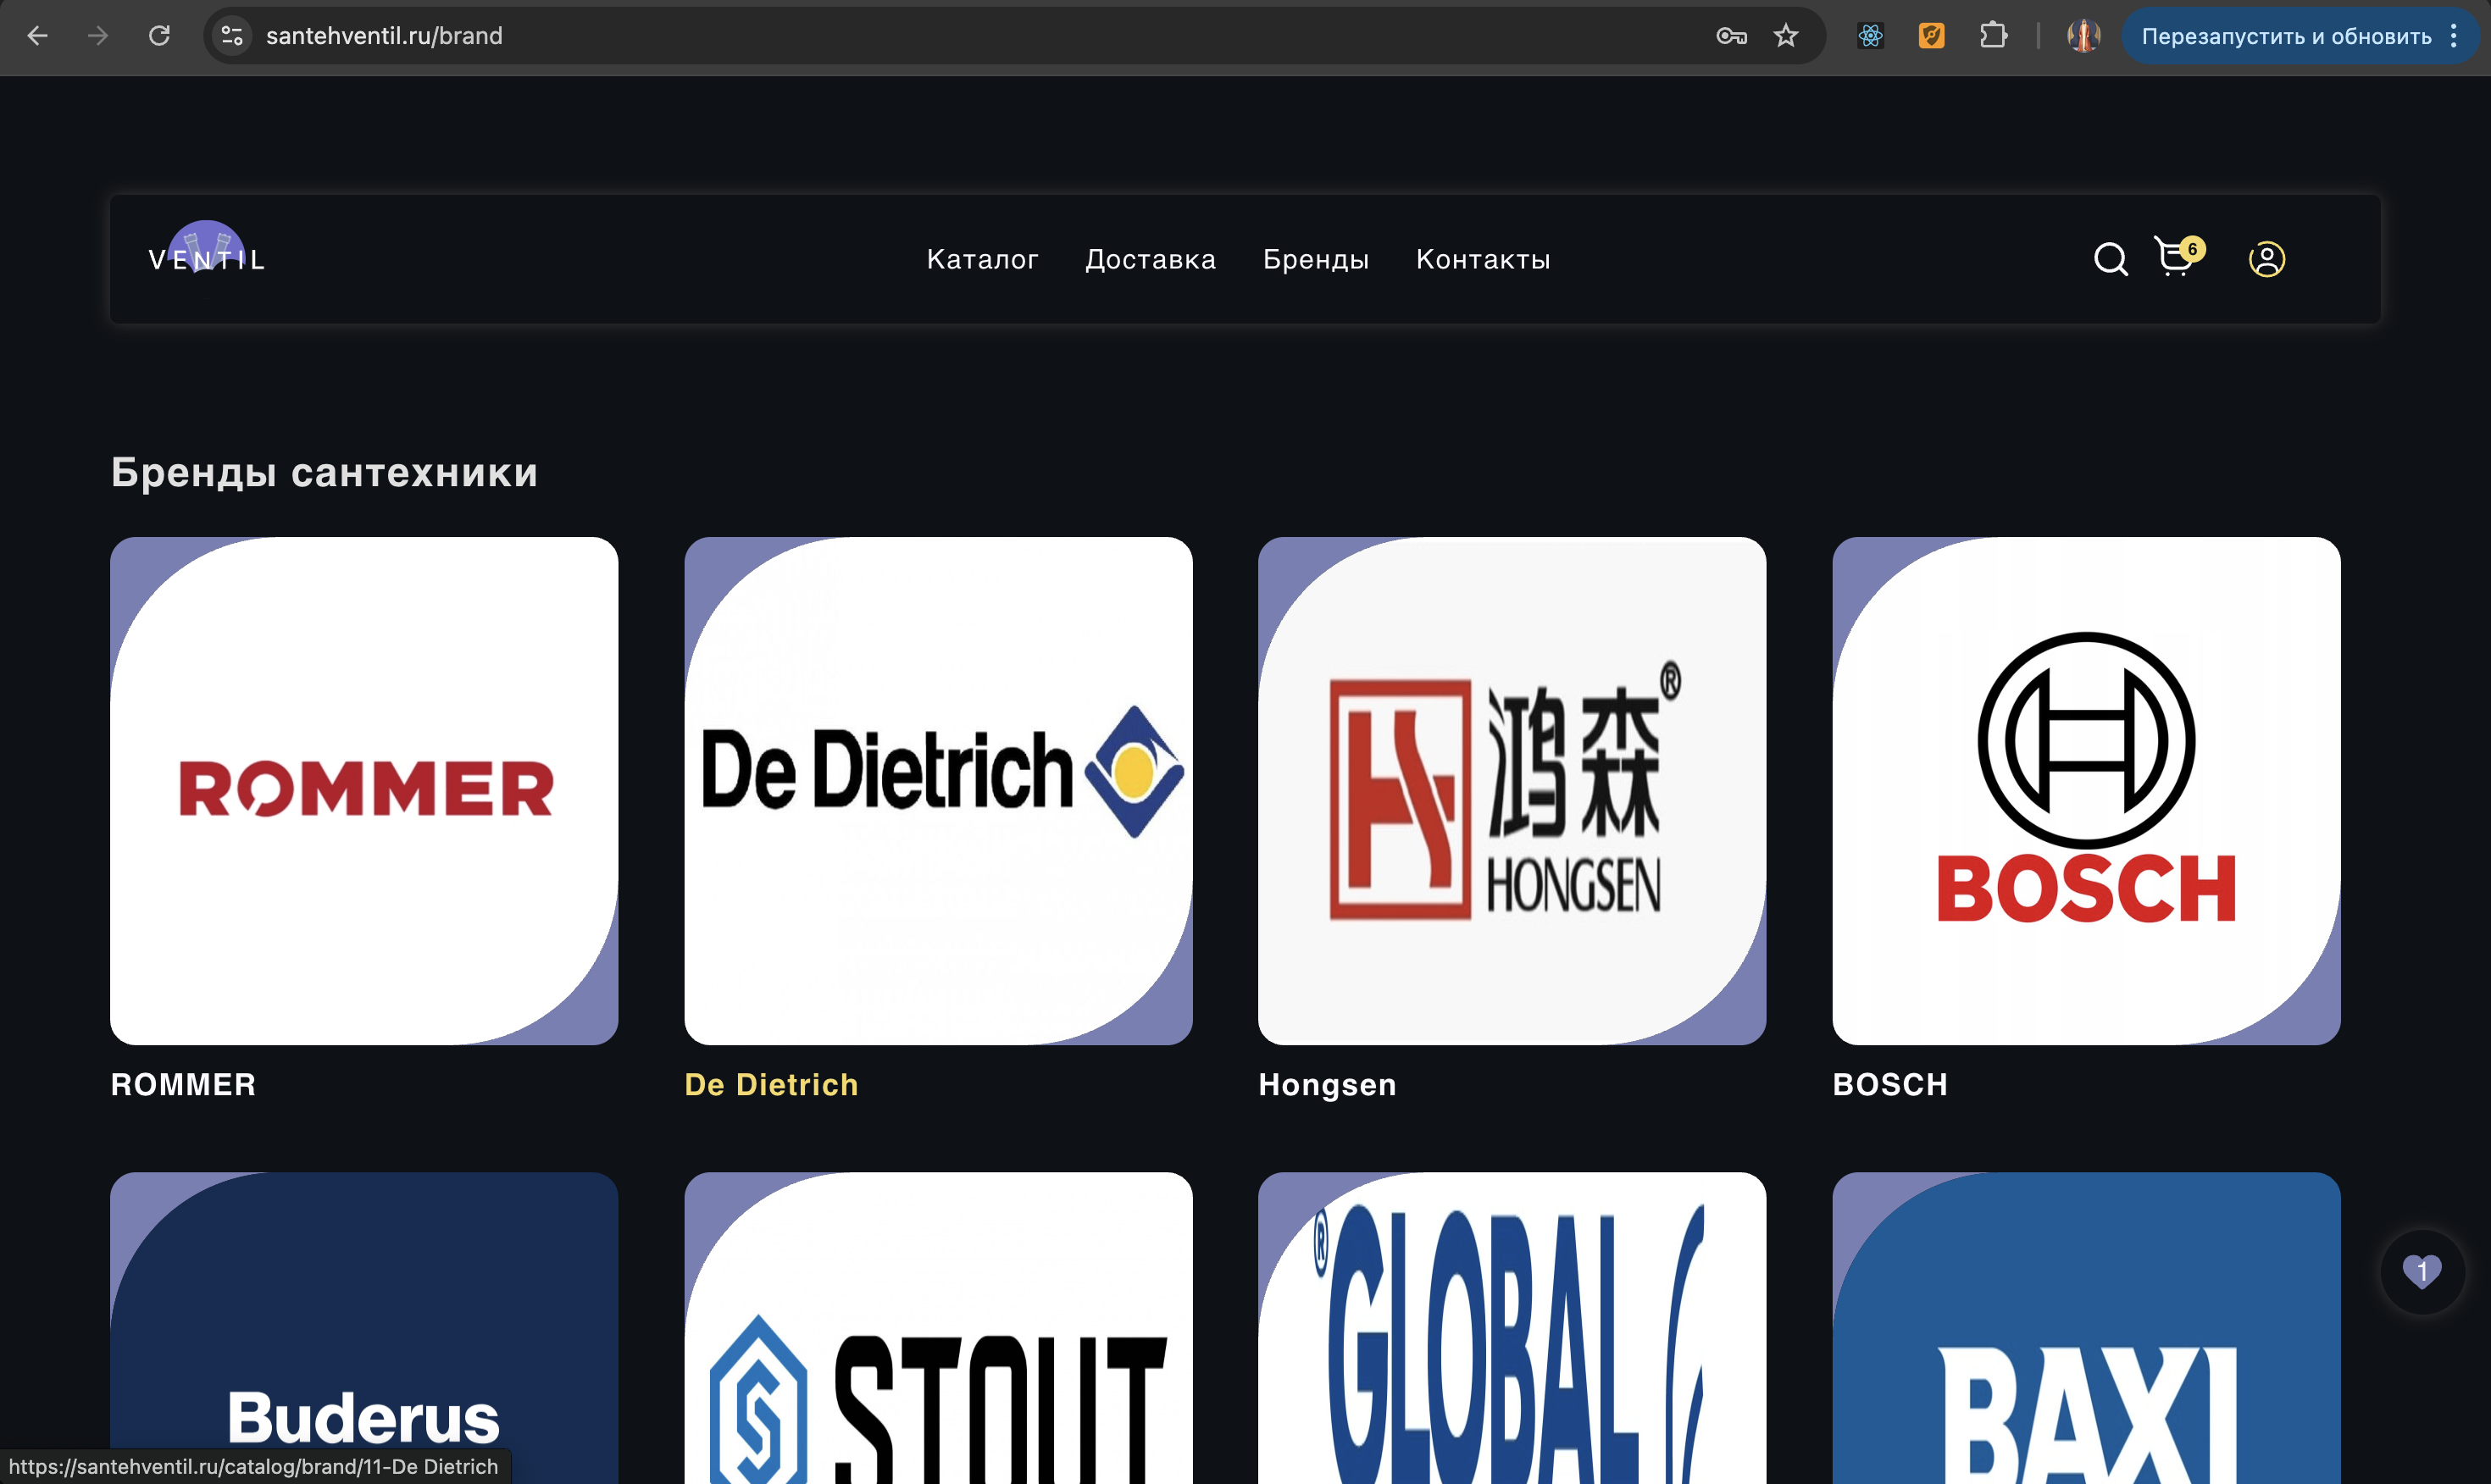 santehventil.ru/brand
Перезапустить и обновить
VENTIL
Каталог
Доставка
Бренды
Контакты
6
Бренды сантехники
ROMMER
De Dietrich
鸿森®
HONGSEN
BOSCH
ROMMER
De Dietrich
Hongsen
BOSCH
Buderus
STOUT
®GLOBAL
BAXI
1
https://santehventil.ru/catalog/brand/11-De Dietrich